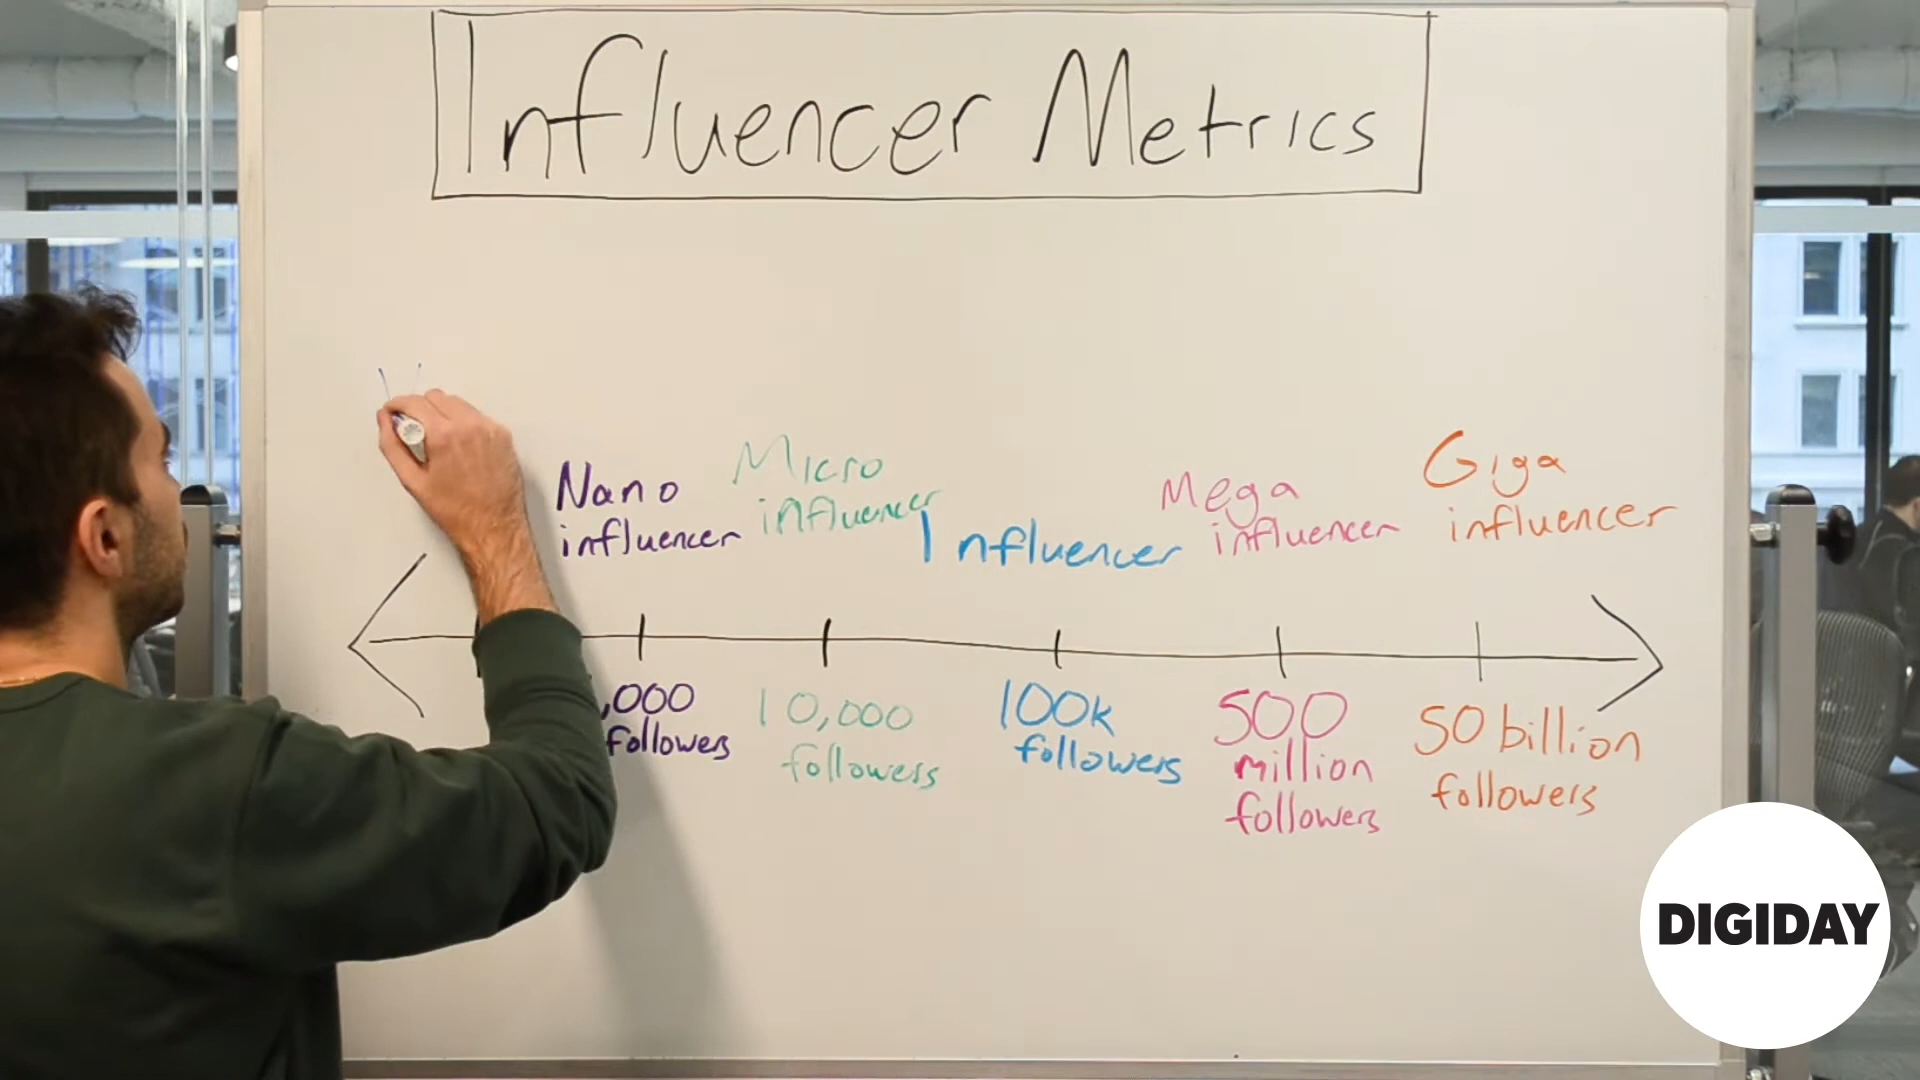 Influencer Metrics
Nano
influencer
Micro
influencer
Influencer
Mega
influencer
Giga
influencer
,000
followers
10,000
followers
100k
followers
500
million
followers
50 billion
followers
DIGIDAY